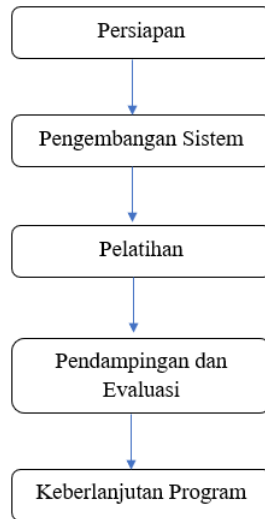 Persiapan
Pengembangan Sistem
Pelatihan
Pendampingan dan
Evaluasi
Keberlanjutan Program